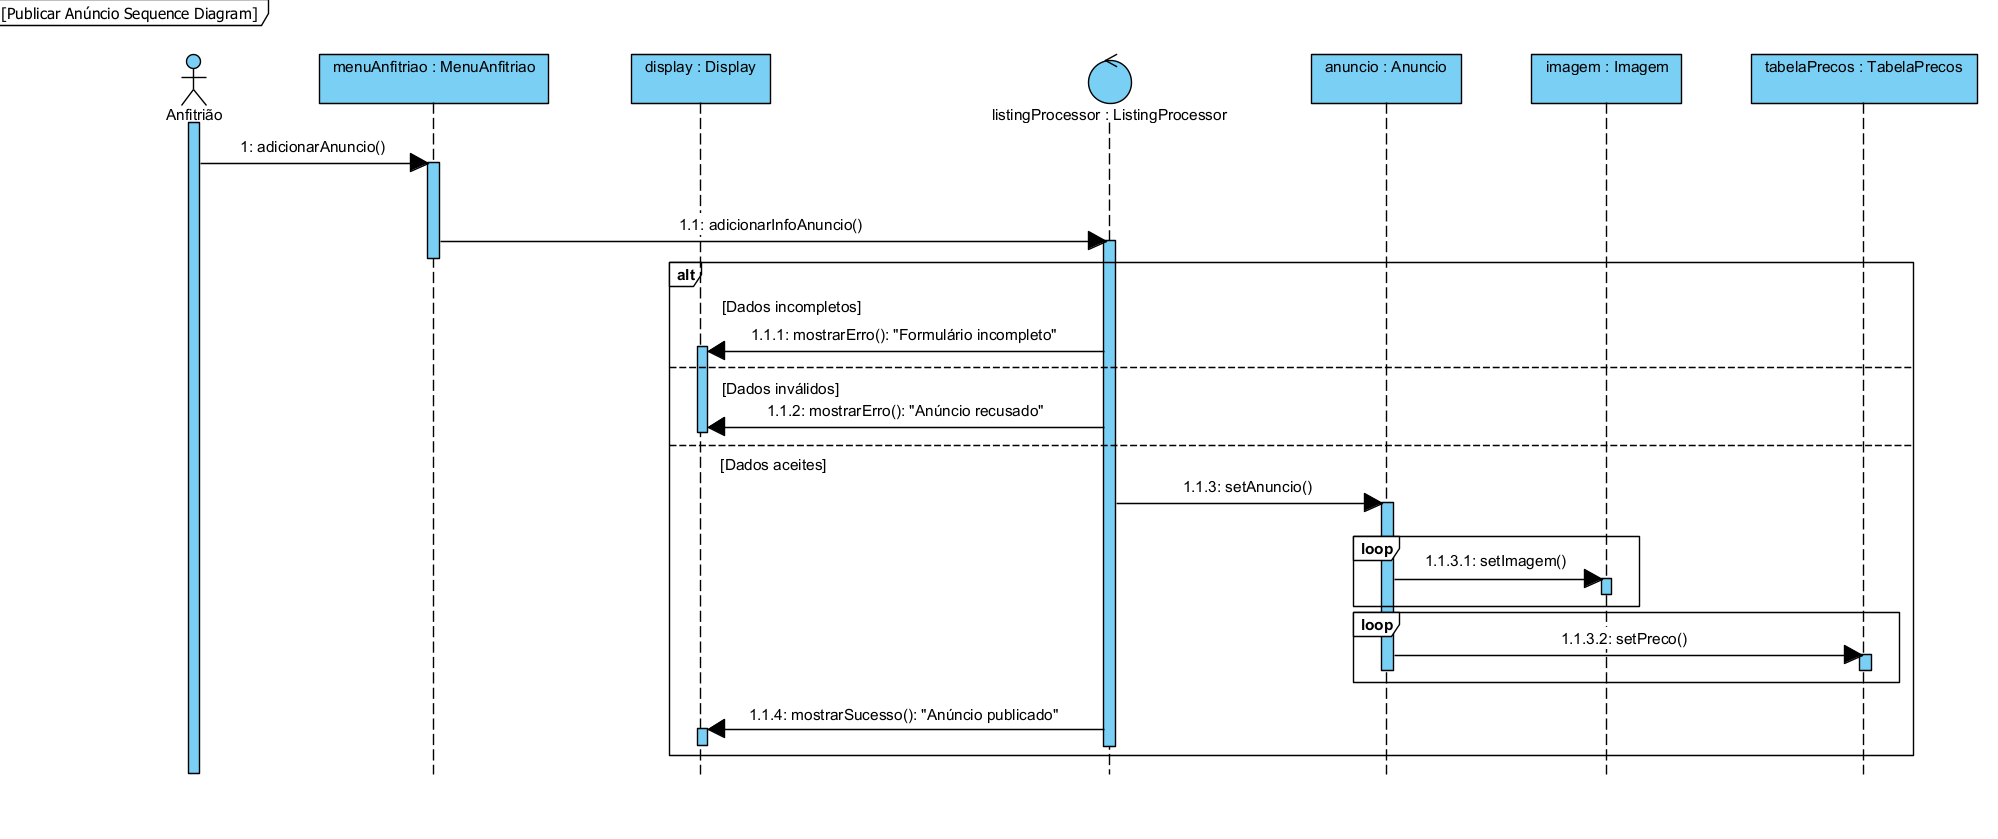 [Publicar Anúncio Sequence Diagram]
menuAnfitriao : MenuAnfitriao
display : Display
anuncio : Anuncio
imagem : Imagem
tabelaPrecos : TabelaPrecos
Anfitrião
listingProcessor : ListingProcessor
1: adicionarAnuncio()
1.1: adicionarInfoAnuncio()
alt
[Dados incompletos]
1.1.1: mostrarErro(): "Formulário incompleto"
[Dados inválidos]
1.1.2: mostrarErro(): "Anúncio recusado"
[Dados aceites]
1.1.3: setAnuncio()
loop
1.1.3.1: setImagem()
loop
1.1.3.2: setPreco()
1.1.4: mostrarSucesso(): "Anúncio publicado"